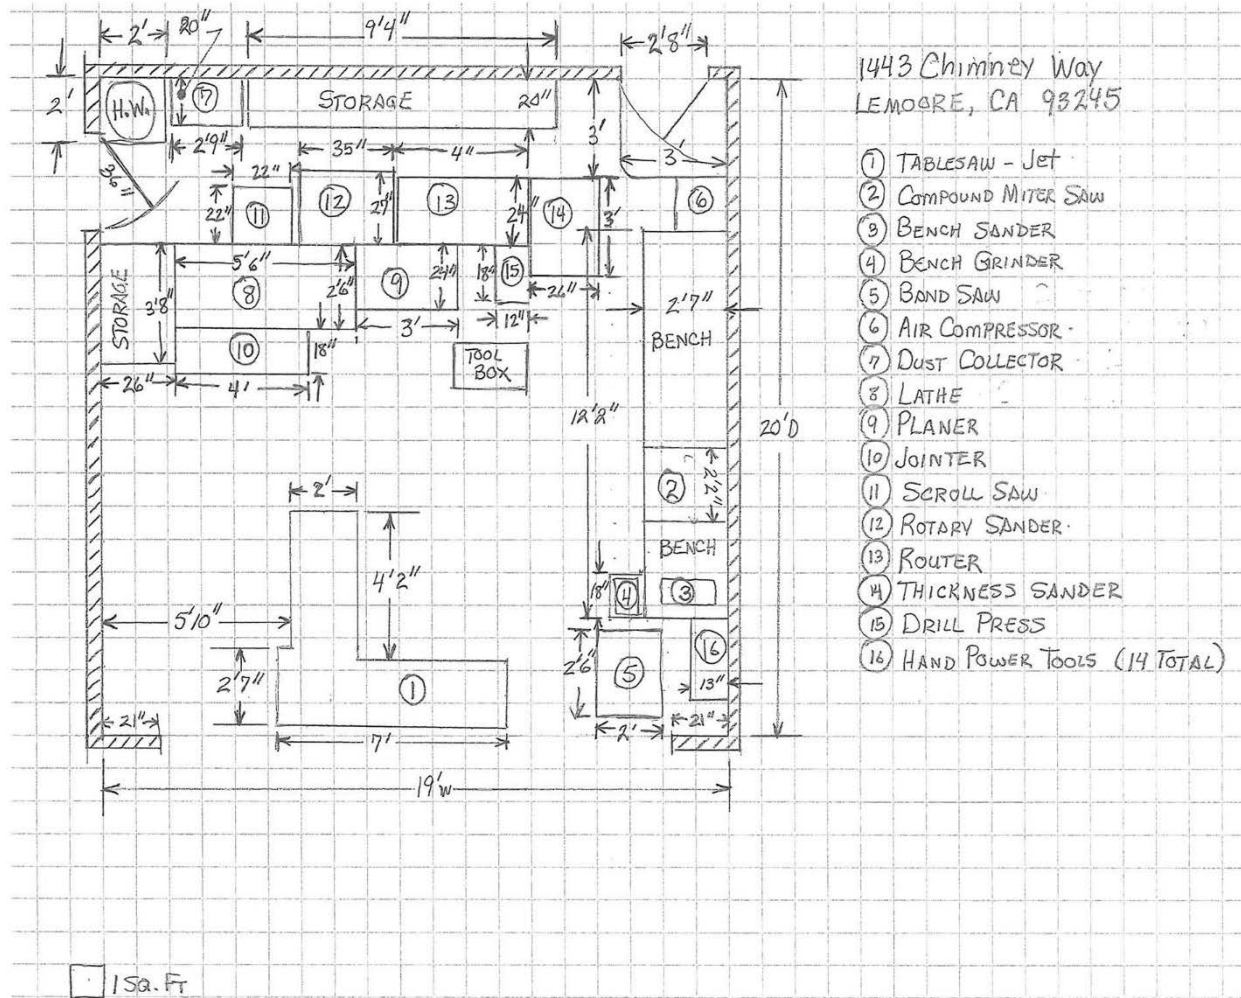 2'
20"
9'4"
2'8"
2'
H.W.
7
STORAGE
20"
3'
3'
36"
2'9"
35"
4"
22"
22"
11
12
29"
13
24"
14
3'
6
STORAGE
3'8"
5'6"
8
2'6"
9
24"
18"
15
26"
2'7"
BENCH
10
18"
3'
12"
TOOL
BOX
26"
4'
12'2"
20'D
2
2'2"
2'
BENCH
4'2"
18"
4
3
5'10"
2'7"
1
2'6"
5
16
13"
21"
7'
2'
21"
19'W
1 SQ. FT
1443 Chimney Way
LEMOORE, CA 93245
1 TABLESAW - Jet
2 COMPOUND MITER SAW
3 BENCH SANDER
4 BENCH GRINDER
5 BAND SAW
6 AIR COMPRESSOR
7 DUST COLLECTOR
8 LATHE
9 PLANER
10 JOINTER
11 SCROLL SAW
12 ROTARY SANDER
13 ROUTER
14 THICKNESS SANDER
15 DRILL PRESS
16 HAND POWER TOOLS (14 TOTAL)